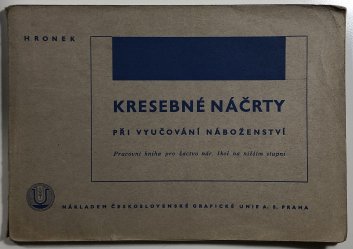 HRONEK
KRESEBNÉ NÁČRTY
PŘI VYUČOVÁNÍ NÁBOŽENSTVÍ
Pracovní kniha pro žactvo nár. škol na nižším stupni
NÁKLADEM ČESKOSLOVENSKÉ GRAFICKÉ UNIE A. S. PRAHA